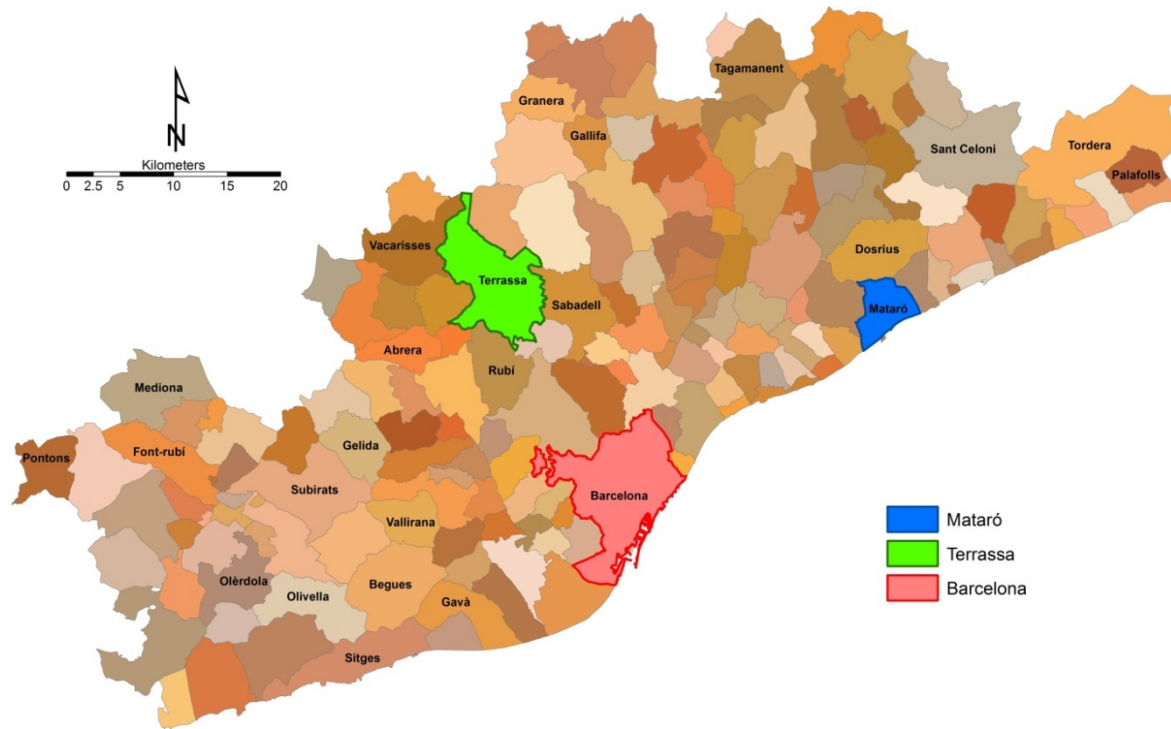 Tagamanent
Granera
Gallifa
N
Kilometers
0 2.5 5 10 15 20
Sant Celoni
Tordera
Palafolls
Vacarisses
Dosrius
Terrassa
Sabadell
Mataró
Abrera
Rubí
Mediona
Gelida
Pontons
Font-rubí
Subirats
Barcelona
Vallirana
Mataró
Terrassa
Barcelona
Olèrdola
Begues
Olivella
Gavà
Sitges